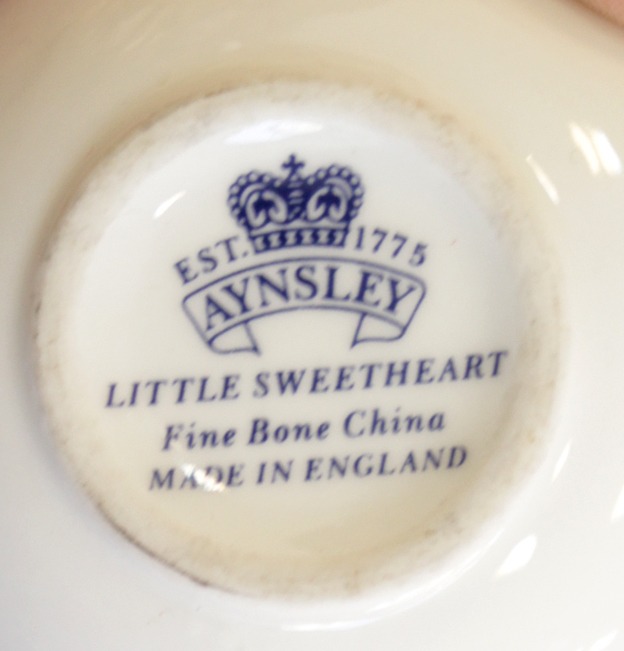 EST. 1775
AYNSLEY
LITTLE SWEETHEART
Fine Bone China
MADE IN ENGLAND